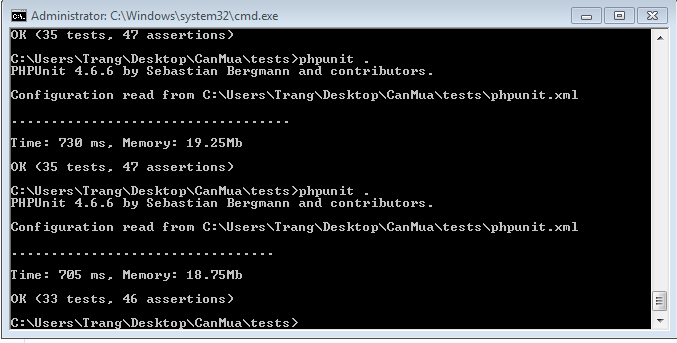 Administrator: C:\Windows\system32\cmd.exe
OK (35 tests, 47 assertions)
C:\Users\Trang\Desktop\CanMua\tests>phpunit .
PHPUnit 4.6.6 by Sebastian Bergmann and contributors.
Configuration read from C:\Users\Trang\Desktop\CanMua\tests\phpunit.xml
...................................
Time: 730 ms, Memory: 19.25Mb
OK (35 tests, 47 assertions)
C:\Users\Trang\Desktop\CanMua\tests>phpunit .
PHPUnit 4.6.6 by Sebastian Bergmann and contributors.
Configuration read from C:\Users\Trang\Desktop\CanMua\tests\phpunit.xml
.................................
Time: 705 ms, Memory: 18.75Mb
OK (33 tests, 46 assertions)
C:\Users\Trang\Desktop\CanMua\tests>